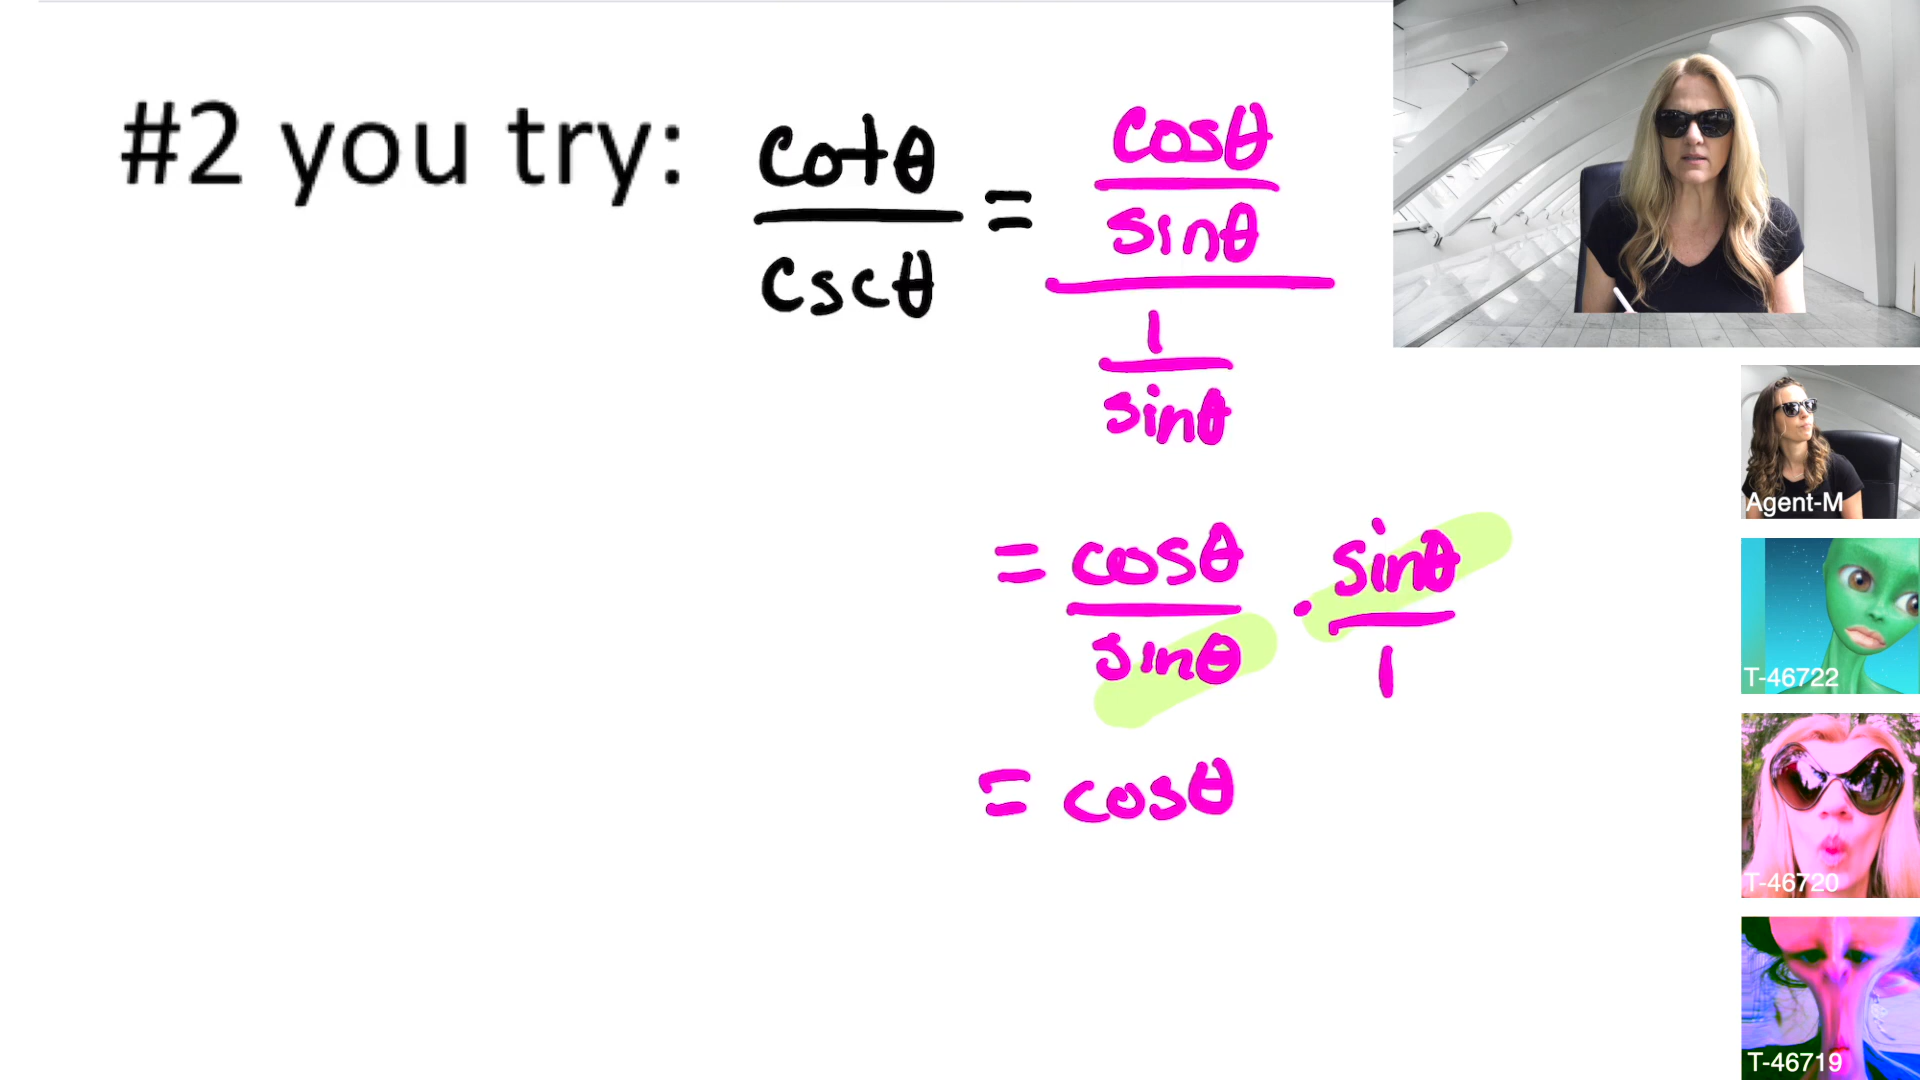 #2 you try:
cotθ
cscθ
=
cosθ
sinθ
1
sinθ
= cosθ · sinθ
sinθ 1
= cosθ
Agent-M
T-46722
T-46720
T-46719